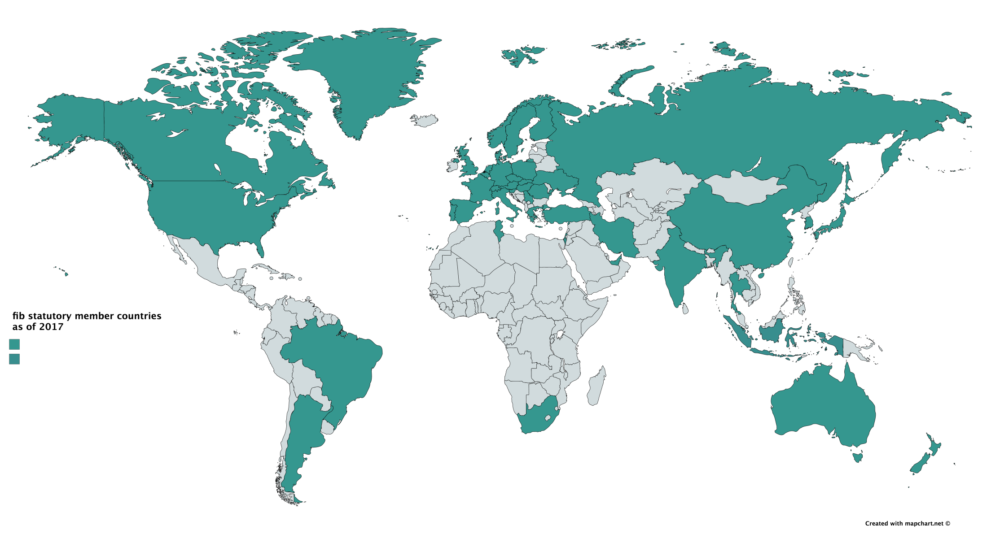 fib statutory member countries
as of 2017
Created with mapchart.net ©